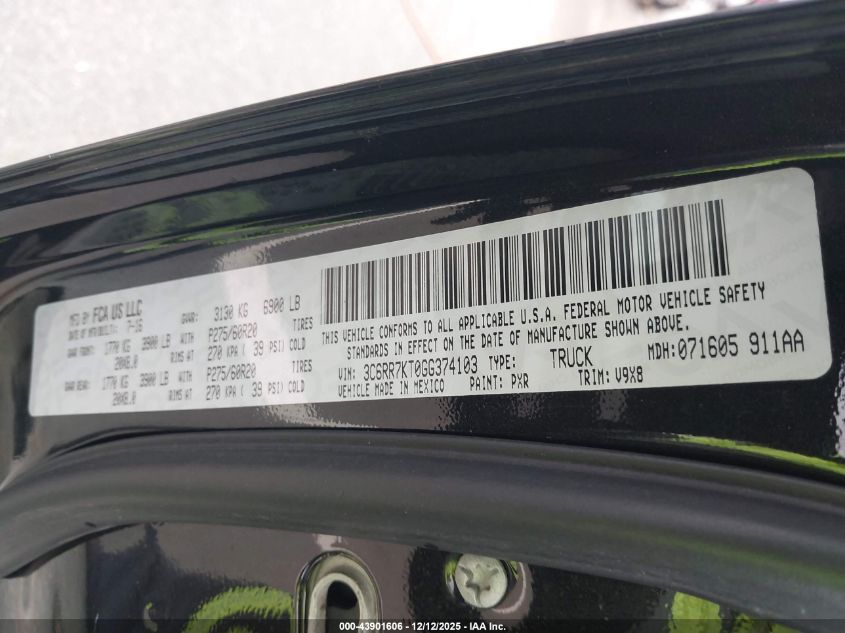 MFD BY FCA US LLC GVWR: 3130 KG 6900 LB
DATE OF MFR(BUILT): 7-16
GAWR FRONT: 1770 KG 3900 LB WITH P275/60R20 TIRES
20X8.0 RIMS AT 270 KPA ( 39 PSI) COLD
GAWR REAR: 1770 KG 3900 LB WITH P275/60R20 TIRES
20X8.0 RIMS AT 270 KPA ( 39 PSI) COLD
THIS VEHICLE CONFORMS TO ALL APPLICABLE U.S.A. FEDERAL MOTOR VEHICLE SAFETY
STANDARDS IN EFFECT ON THE DATE OF MANUFACTURE SHOWN ABOVE.
VIN: 3C6RR7KT0GG374103 TYPE: TRUCK MDH:071605 911AA
VEHICLE MADE IN MEXICO PAINT: PXR TRIM: V9X8
000-43901606 - 12/12/2025 - IAA Inc.